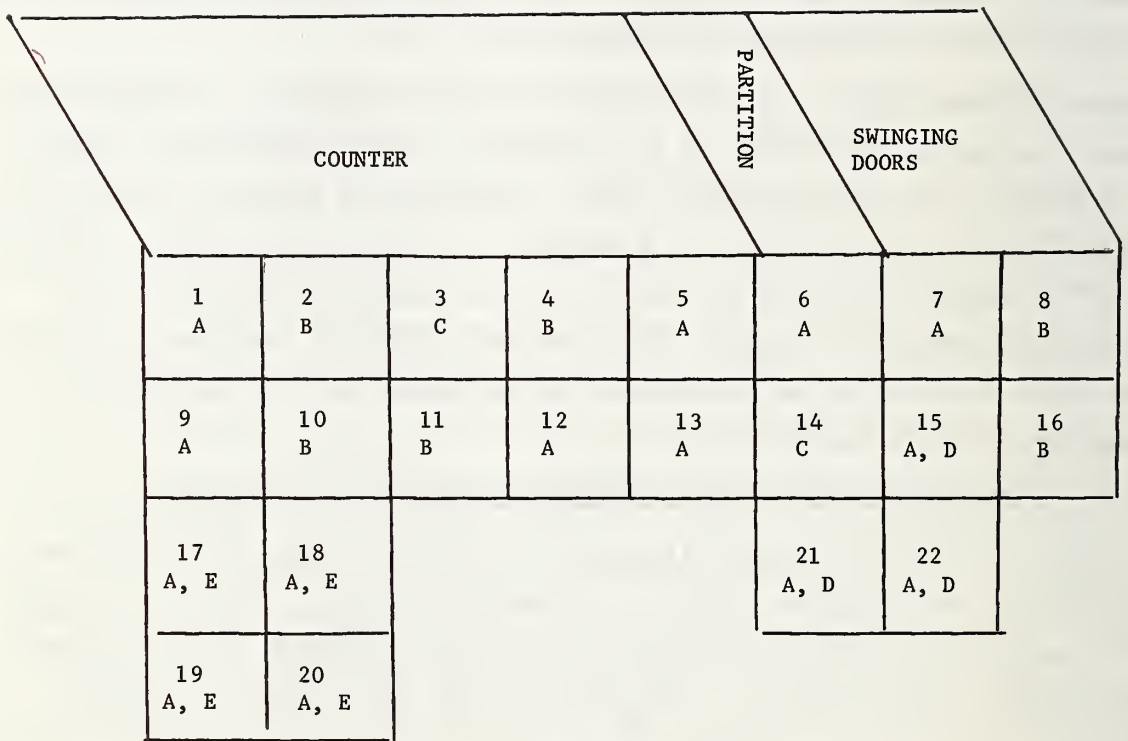 COUNTER
PARTITION
SWINGING
DOORS
1 2 3 4 5 6 7 8
A B C B A A A B
9 10 11 12 13 14 15 16
A B B A A C A, D B
17 18 21 22
A, E A, E A, D A, D
19 20
A, E A, E